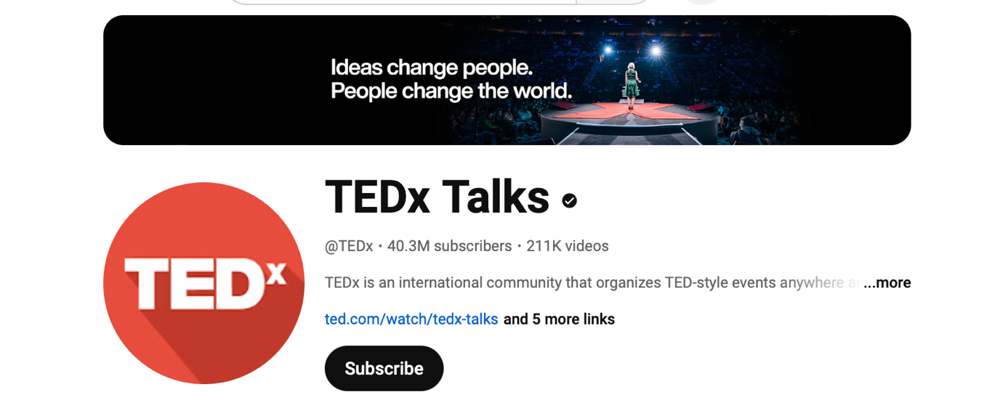 Ideas change people.
People change the world.
TEDx
TEDx Talks
@TEDx • 40.3M subscribers • 211K videos
TEDx is an international community that organizes TED-style events anywhere ...more
ted.com/watch/tedx-talks and 5 more links
Subscribe